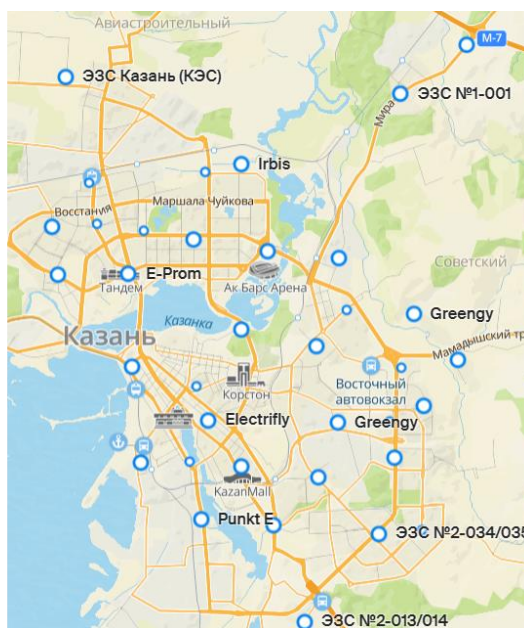 Авиастроительный
М-7
ЭЗС Казань (КЭС)
ЭЗС №1-001
Мира
Irbis
Маршала Чуйкова
Восстания
Советский
E-Prom
Тандем
Ак Барс Арена
Казанка
Greengy
Казань
Мамадышский тр
Корстон
Восточный
автовокзал
Electrifly
Greengy
KazanMall
Punkt E
ЭЗС №2-034/035
ЭЗС №2-013/014